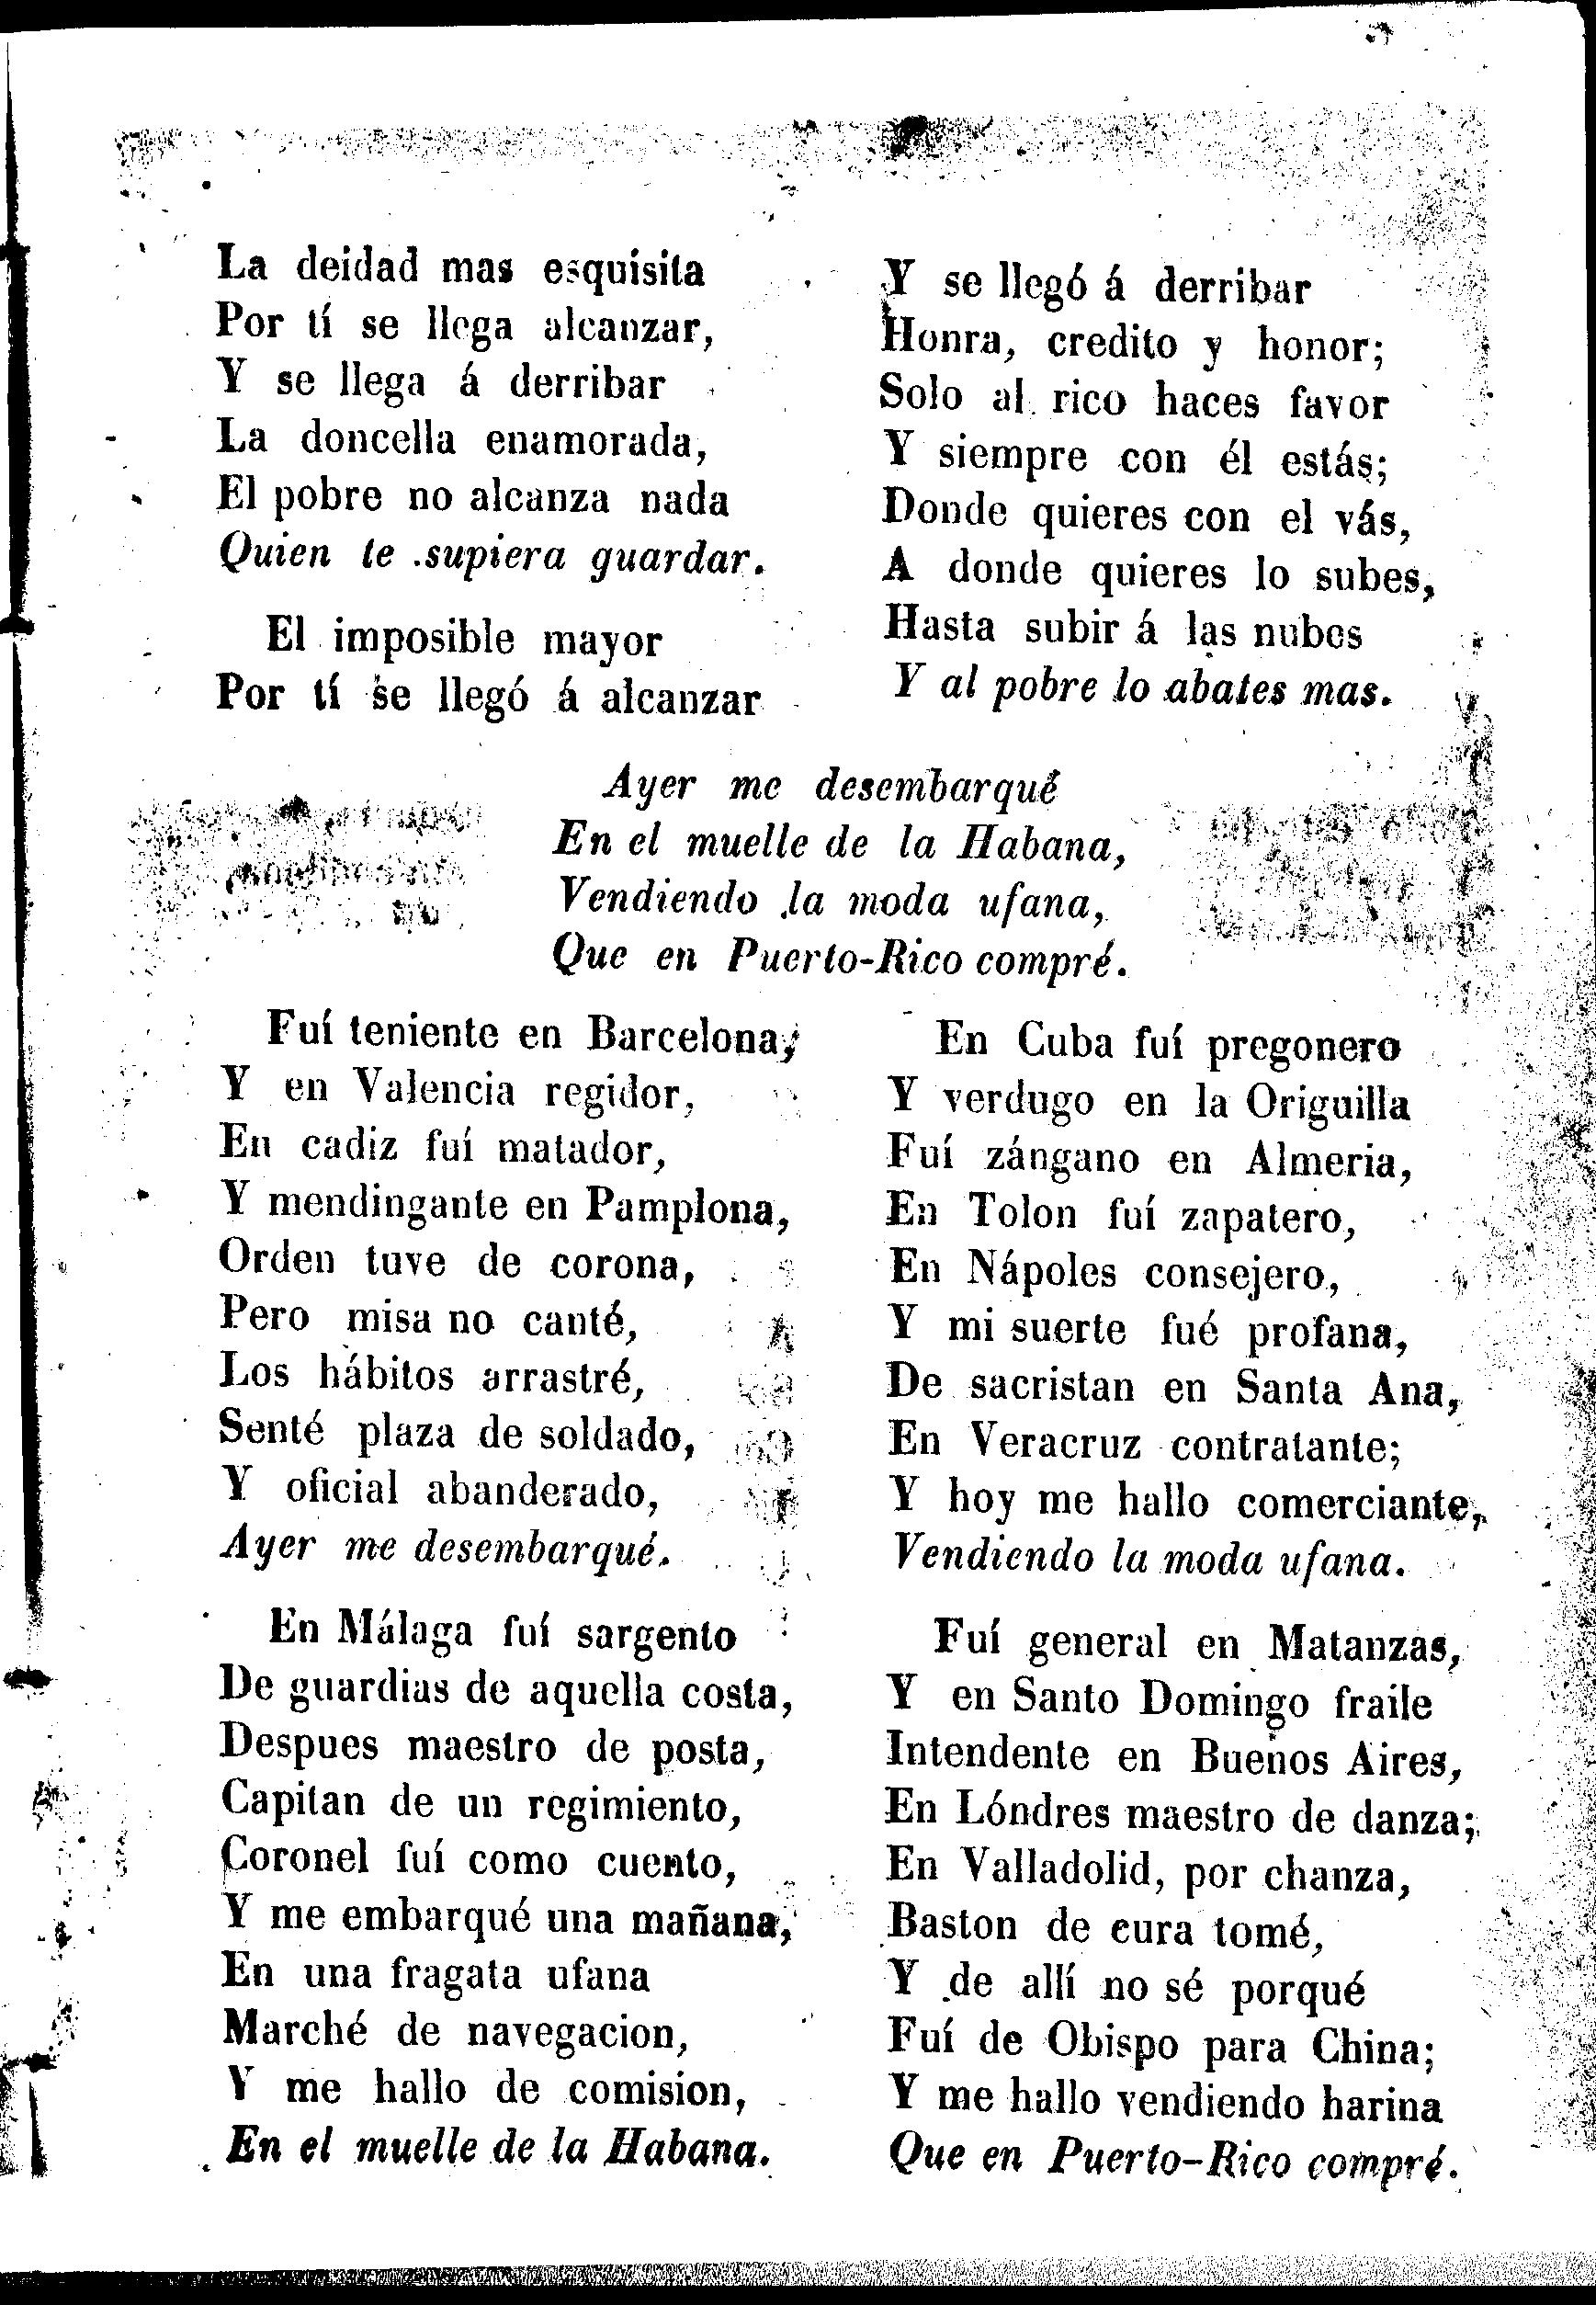 La deidad mas esquisita
Por tí se llega alcanzar,
Y se llega á derribar
La doncella enamorada,
El pobre no alcanza nada
Quien te supiera guardar.
El imposible mayor
Por tí se llegó á alcanzar
Y se llegó á derribar
Honra, credito y honor;
Solo al rico haces favor
Y siempre con él estás;
Donde quieres con el vás,
A donde quieres lo subes,
Hasta subir á las nubes
Y al pobre lo abates mas.
Ayer me desembarqué
En el muelle de la Habana,
Vendiendo la moda ufana,
Que en Puerto-Rico compré.
Fuí teniente en Barcelona,
Y en Valencia regidor,
En cadiz fuí matador,
Y mendingante en Pamplona,
Orden tuve de corona,
Pero misa no canté,
Los hábitos arrastré,
Senté plaza de soldado,
Y oficial abanderado,
Ayer me desembarqué.
En Málaga fuí sargento
De guardias de aquella costa,
Despues maestro de posta,
Capitan de un regimiento,
Coronel fuí como cuento,
Y me embarqué una mañana,
En una fragata ufana
Marché de navegacion,
Y me hallo de comision,
En el muelle de la Habana.
En Cuba fuí pregonero
Y verdugo en la Origuilla
Fuí zángano en Almeria,
En Tolon fuí zapatero,
En Nápoles consejero,
Y mi suerte fué profana,
De sacristan en Santa Ana,
En Veracruz contratante;
Y hoy me hallo comerciante,
Vendiendo la moda ufana.
Fuí general en Matanzas,
Y en Santo Domingo fraile
Intendente en Buenos Aires,
En Lóndres maestro de danza;
En Valladolid, por chanza,
Baston de cura tomé,
Y de allí no sé porqué
Fuí de Obispo para China;
Y me hallo vendiendo harina
Que en Puerto-Rico compré.